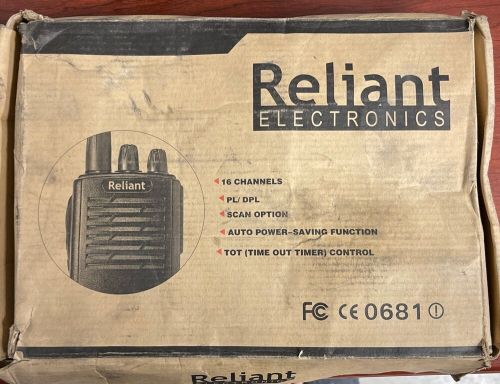 Reliant
ELECTRONICS
Reliant
16 CHANNELS
PL/ DPL
SCAN OPTION
AUTO POWER-SAVING FUNCTION
TOT (TIME OUT TIMER) CONTROL
FC CE 0681
Reliant